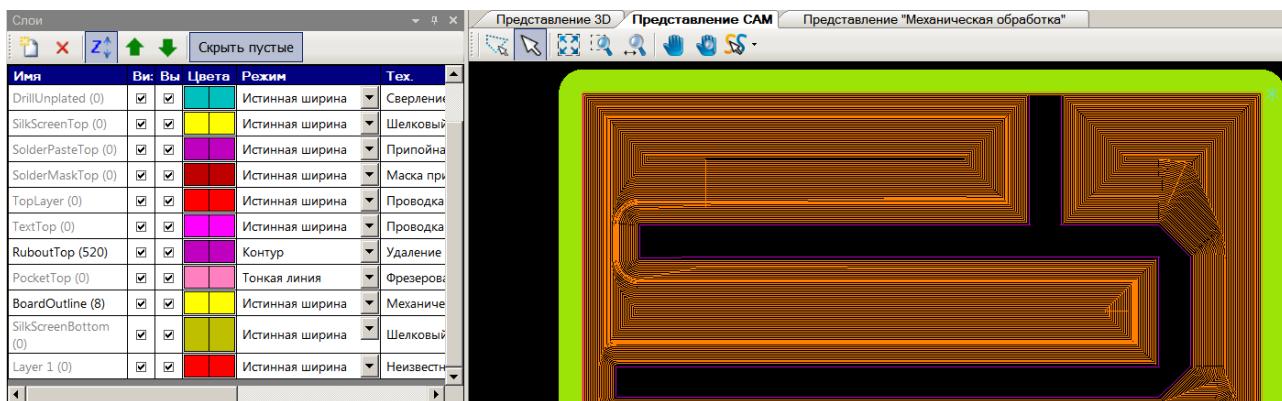 Слои
Представление 3D Представление CAM Представление "Механическая обработка"
Скрыть пустые
Имя Ви: Вы Цвета Режим Тех.
DrillUnplated (0) Истинная ширина Сверление
SilkScreenTop (0) Истинная ширина Шелковый
SolderPasteTop (0) Истинная ширина Припойна
SolderMaskTop (0) Истинная ширина Маска при
TopLayer (0) Истинная ширина Проводка
TextTop (0) Истинная ширина Проводка
RuboutTop (520) Контур Удаление
PocketTop (0) Тонкая линия Фрезерова
BoardOutline (8) Истинная ширина Механиче
SilkScreenBottom
(0) Истинная ширина Шелковый
Layer 1 (0) Истинная ширина Неизвестн